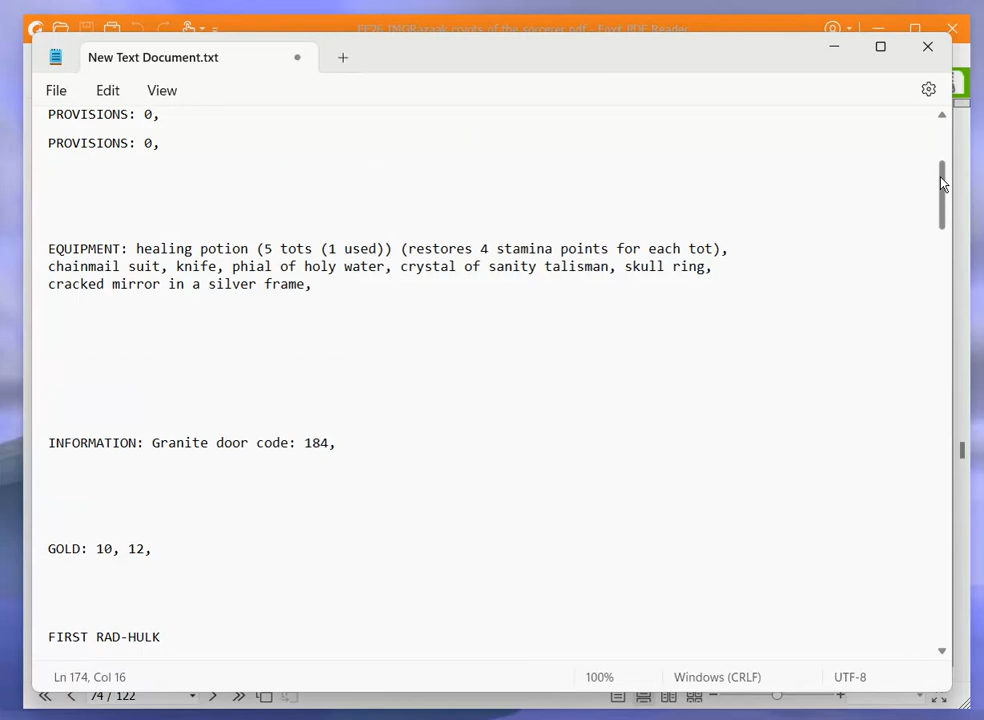 New Text Document.txt
File Edit View
PROVISIONS: 0,
PROVISIONS: 0,
EQUIPMENT: healing potion (5 tots (1 used)) (restores 4 stamina points for each tot),
chainmail suit, knife, phial of holy water, crystal of sanity talisman, skull ring,
cracked mirror in a silver frame,
INFORMATION: Granite door code: 184,
GOLD: 10, 12,
FIRST RAD-HULK
Ln 174, Col 16 100% Windows (CRLF) UTF-8
74 / 122